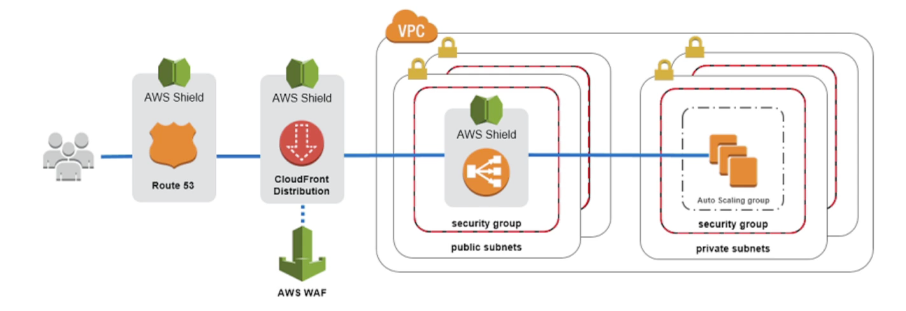 VPC
AWS Shield
Route 53
AWS Shield
CloudFront
Distribution
AWS WAF
AWS Shield
security group
public subnets
Auto Scaling group
security group
private subnets